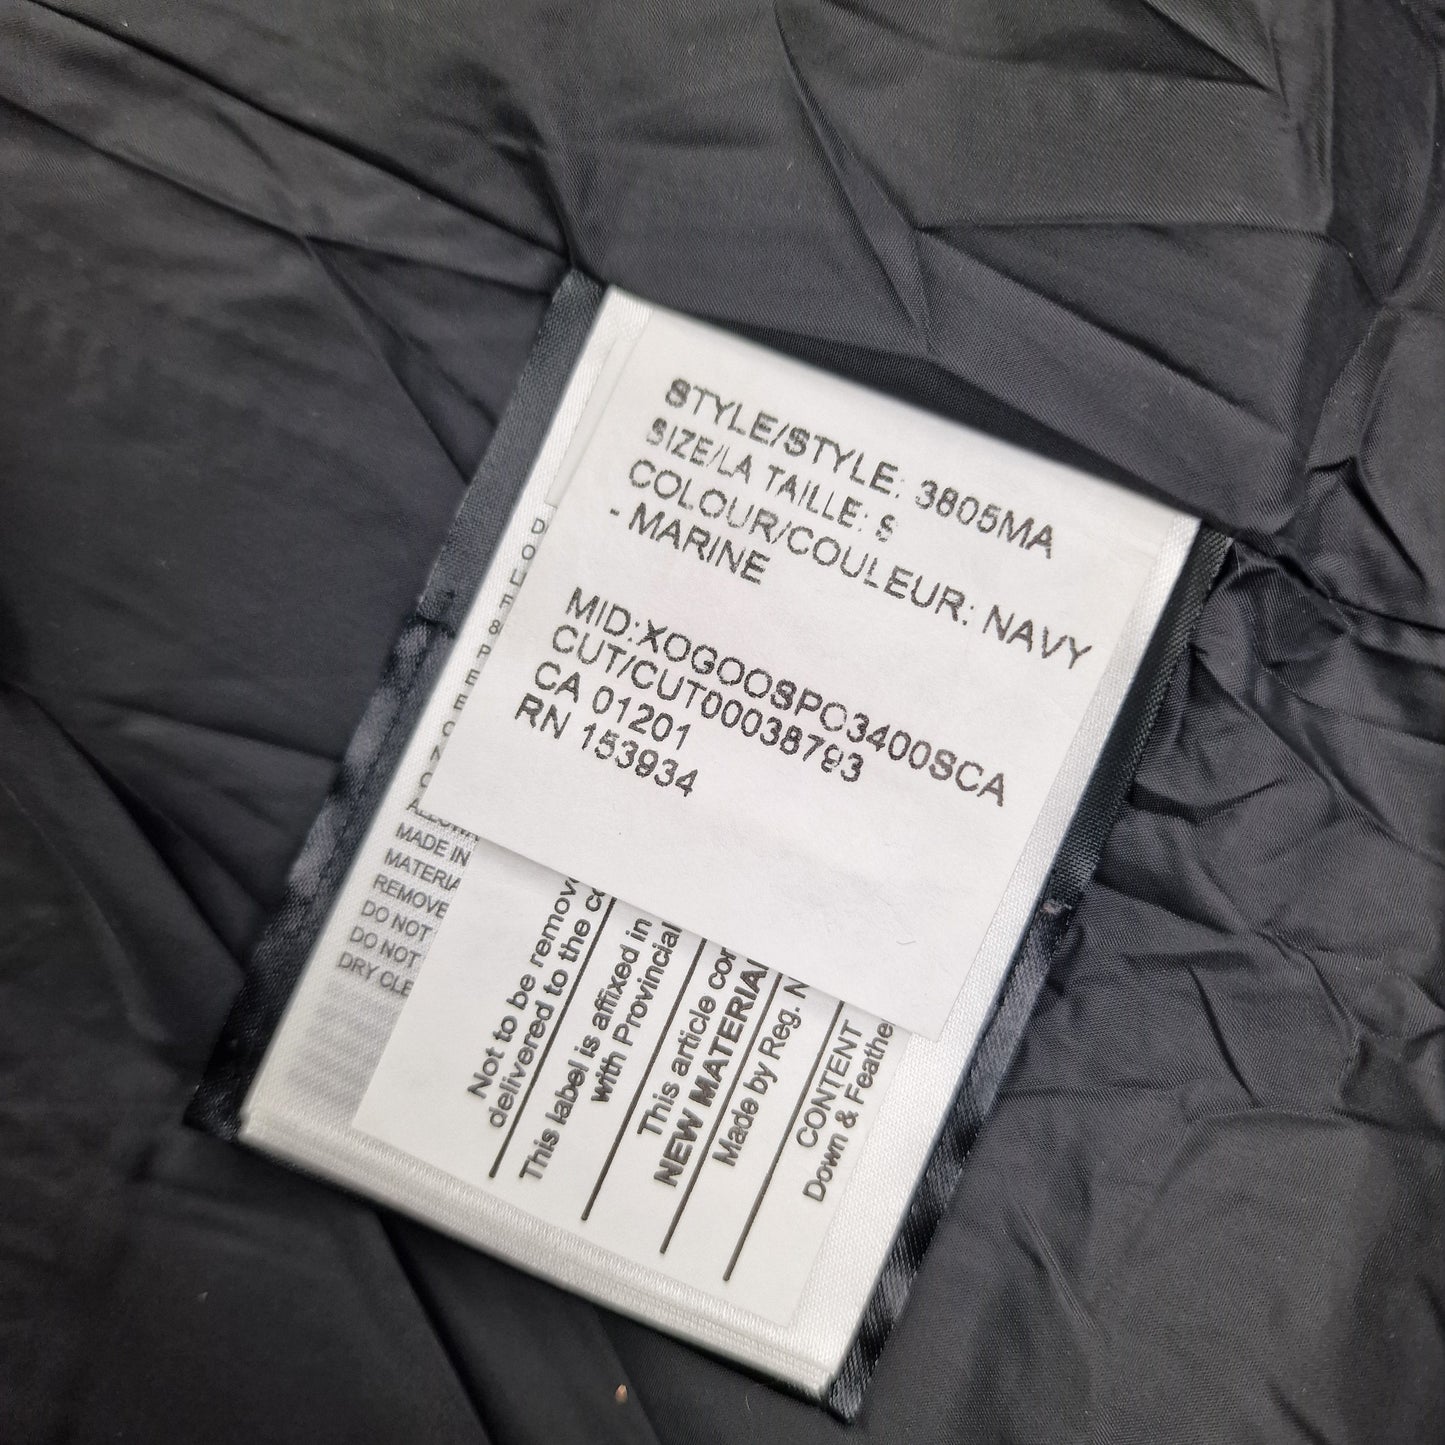 STYLE/STYLE: 3805MA
SIZE/LA TAILLE: S
COLOUR/COULEUR: NAVY
- MARINE
MID:XOGOOSPO3400SCA
CUT/CUT00038793
CA 01201
RN 153934
MADE IN
REMOVE
DO NOT
DO NOT
DRY CLE
Not to be remov
delivered to the co
This label is affixed in
with Provincial
This article con
NEW MATERIAL
Made by Reg. N
CONTENT
Down & Feathe